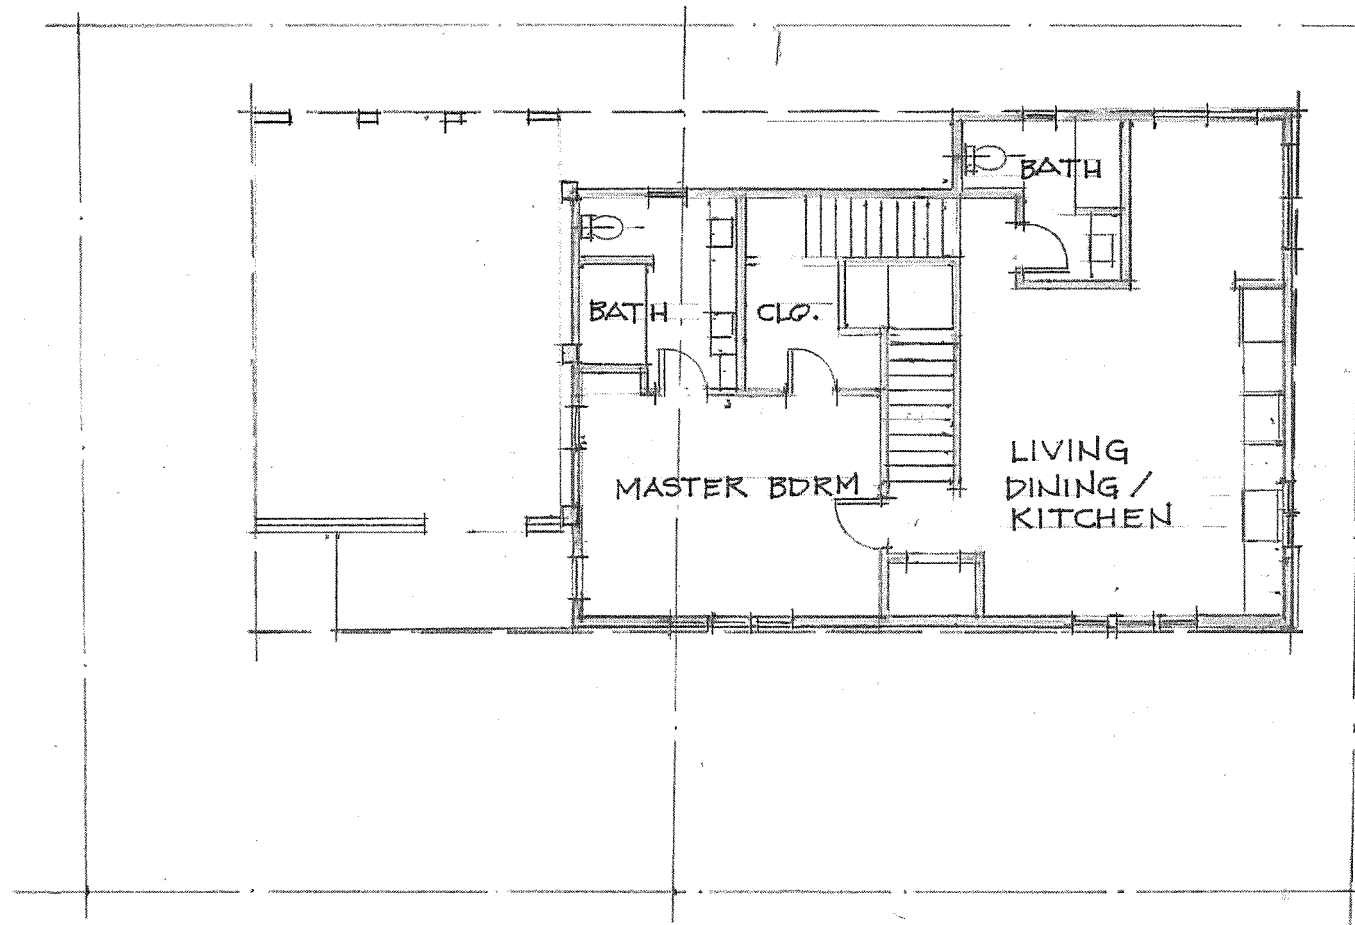 BATH
BATH
CLO.
LIVING
DINING /
KITCHEN
MASTER BDRM